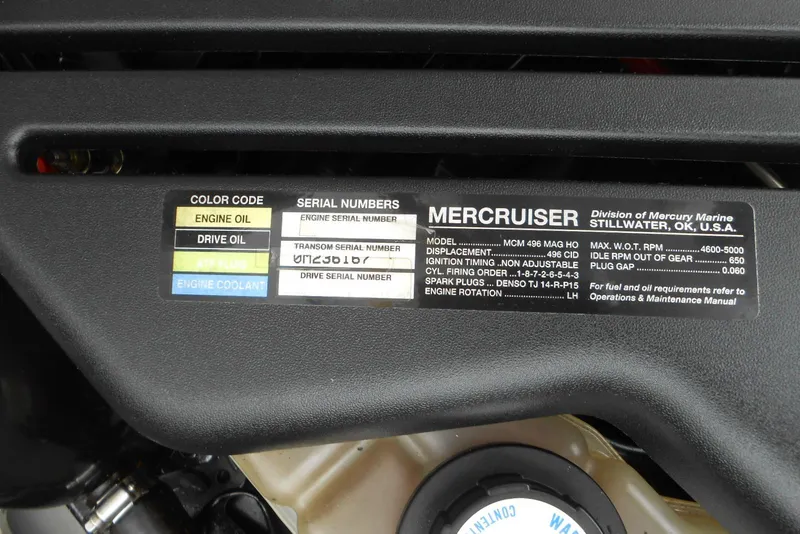 COLOR CODE
ENGINE OIL
DRIVE OIL
ENGINE COOLANT
SERIAL NUMBERS
ENGINE SERIAL NUMBER
TRANSOM SERIAL NUMBER
0M236167
DRIVE SERIAL NUMBER
MERCRUISER
Division of Mercury Marine
STILLWATER, OK, U.S.A.
MODEL ................ MCM 496 MAG HO
DISPLACEMENT ...................... 496 CID
IGNITION TIMING ..NON ADJUSTABLE
CYL. FIRING ORDER ...1-8-7-2-6-5-4-3
SPARK PLUGS ... DENSO TJ 14-R-P15
ENGINE ROTATION ..................... LH
MAX. W.O.T. RPM ............4600-5000
IDLE RPM OUT OF GEAR ......... 650
PLUG GAP ............................ 0.060
For fuel and oil requirements refer to
Operations & Maintenance Manual
CONTENT
WA